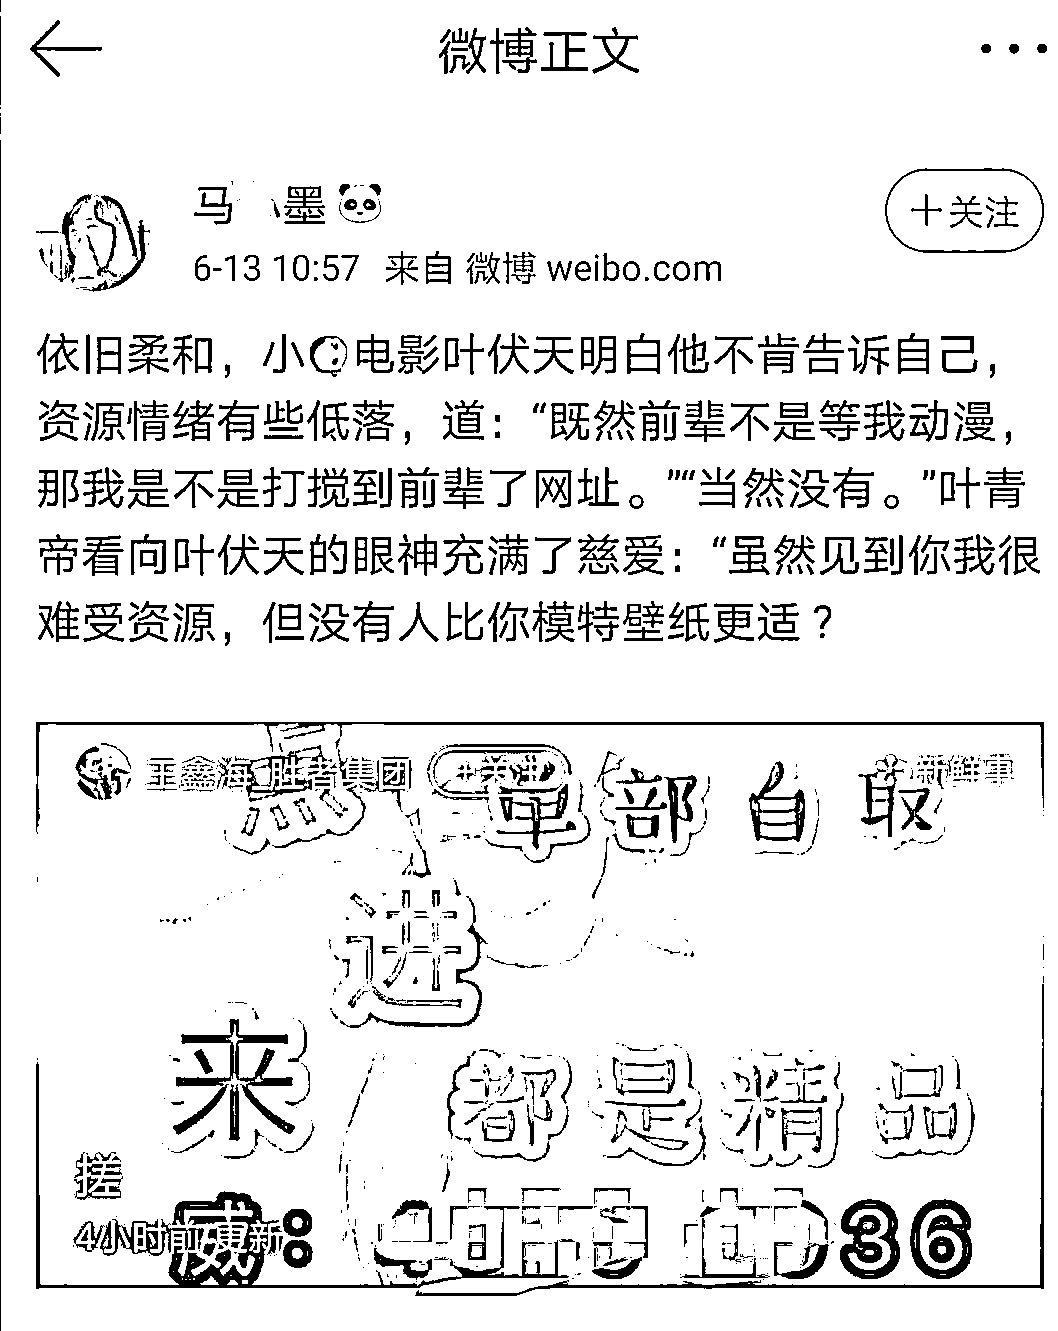 微博正文
马 墨
+关注
6-13 10:57 来自 微博 weibo.com
依旧柔和，小电影叶伏天明白他不肯告诉自己，
资源情绪有些低落，道：“既然前辈不是等我动漫，
那我是不是打搅到前辈了网址。”“当然没有。”叶青
帝看向叶伏天的眼神充满了慈爱：“虽然见到你我很
难受资源，但没有人比你模特壁纸更适？
王鑫海_胜者集团 +关注 新鲜事
部自取
进
来 都是精品
搓
4小时前更新
威： 36